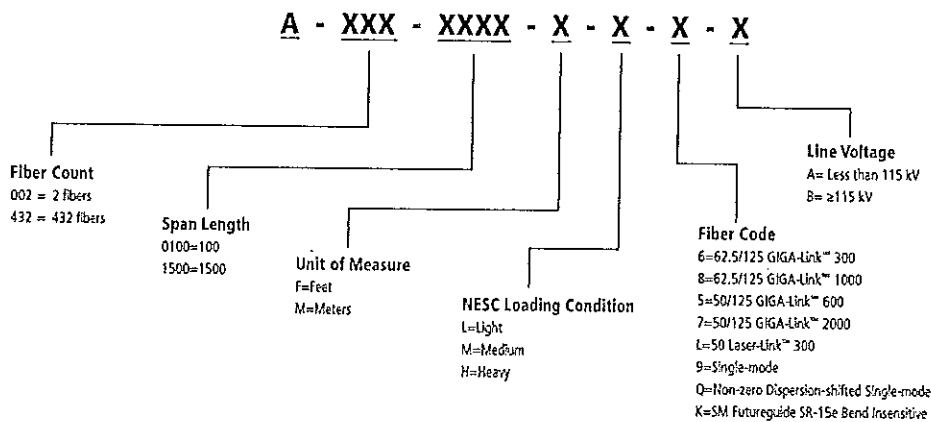 A - XXX - XXXX - X - X - X - X
Fiber Count
002 = 2 fibers
432 = 432 fibers
Span Length
0100=100
1500=1500
Unit of Measure
F=Feet
M=Meters
NESC Loading Condition
L=Light
M=Medium
H=Heavy
Fiber Code
6=62.5/125 GIGA-Link™ 300
8=62.5/125 GIGA-Link™ 1000
5=50/125 GIGA-Link™ 600
7=50/125 GIGA-Link™ 2000
L=50 Laser-Link™ 300
9=Single-mode
Q=Non-zero Dispersion-shifted Single-mode
K=SM Futureguide SR-15e Bend Insensitive
Line Voltage
A= Less than 115 kV
B= ≥115 kV